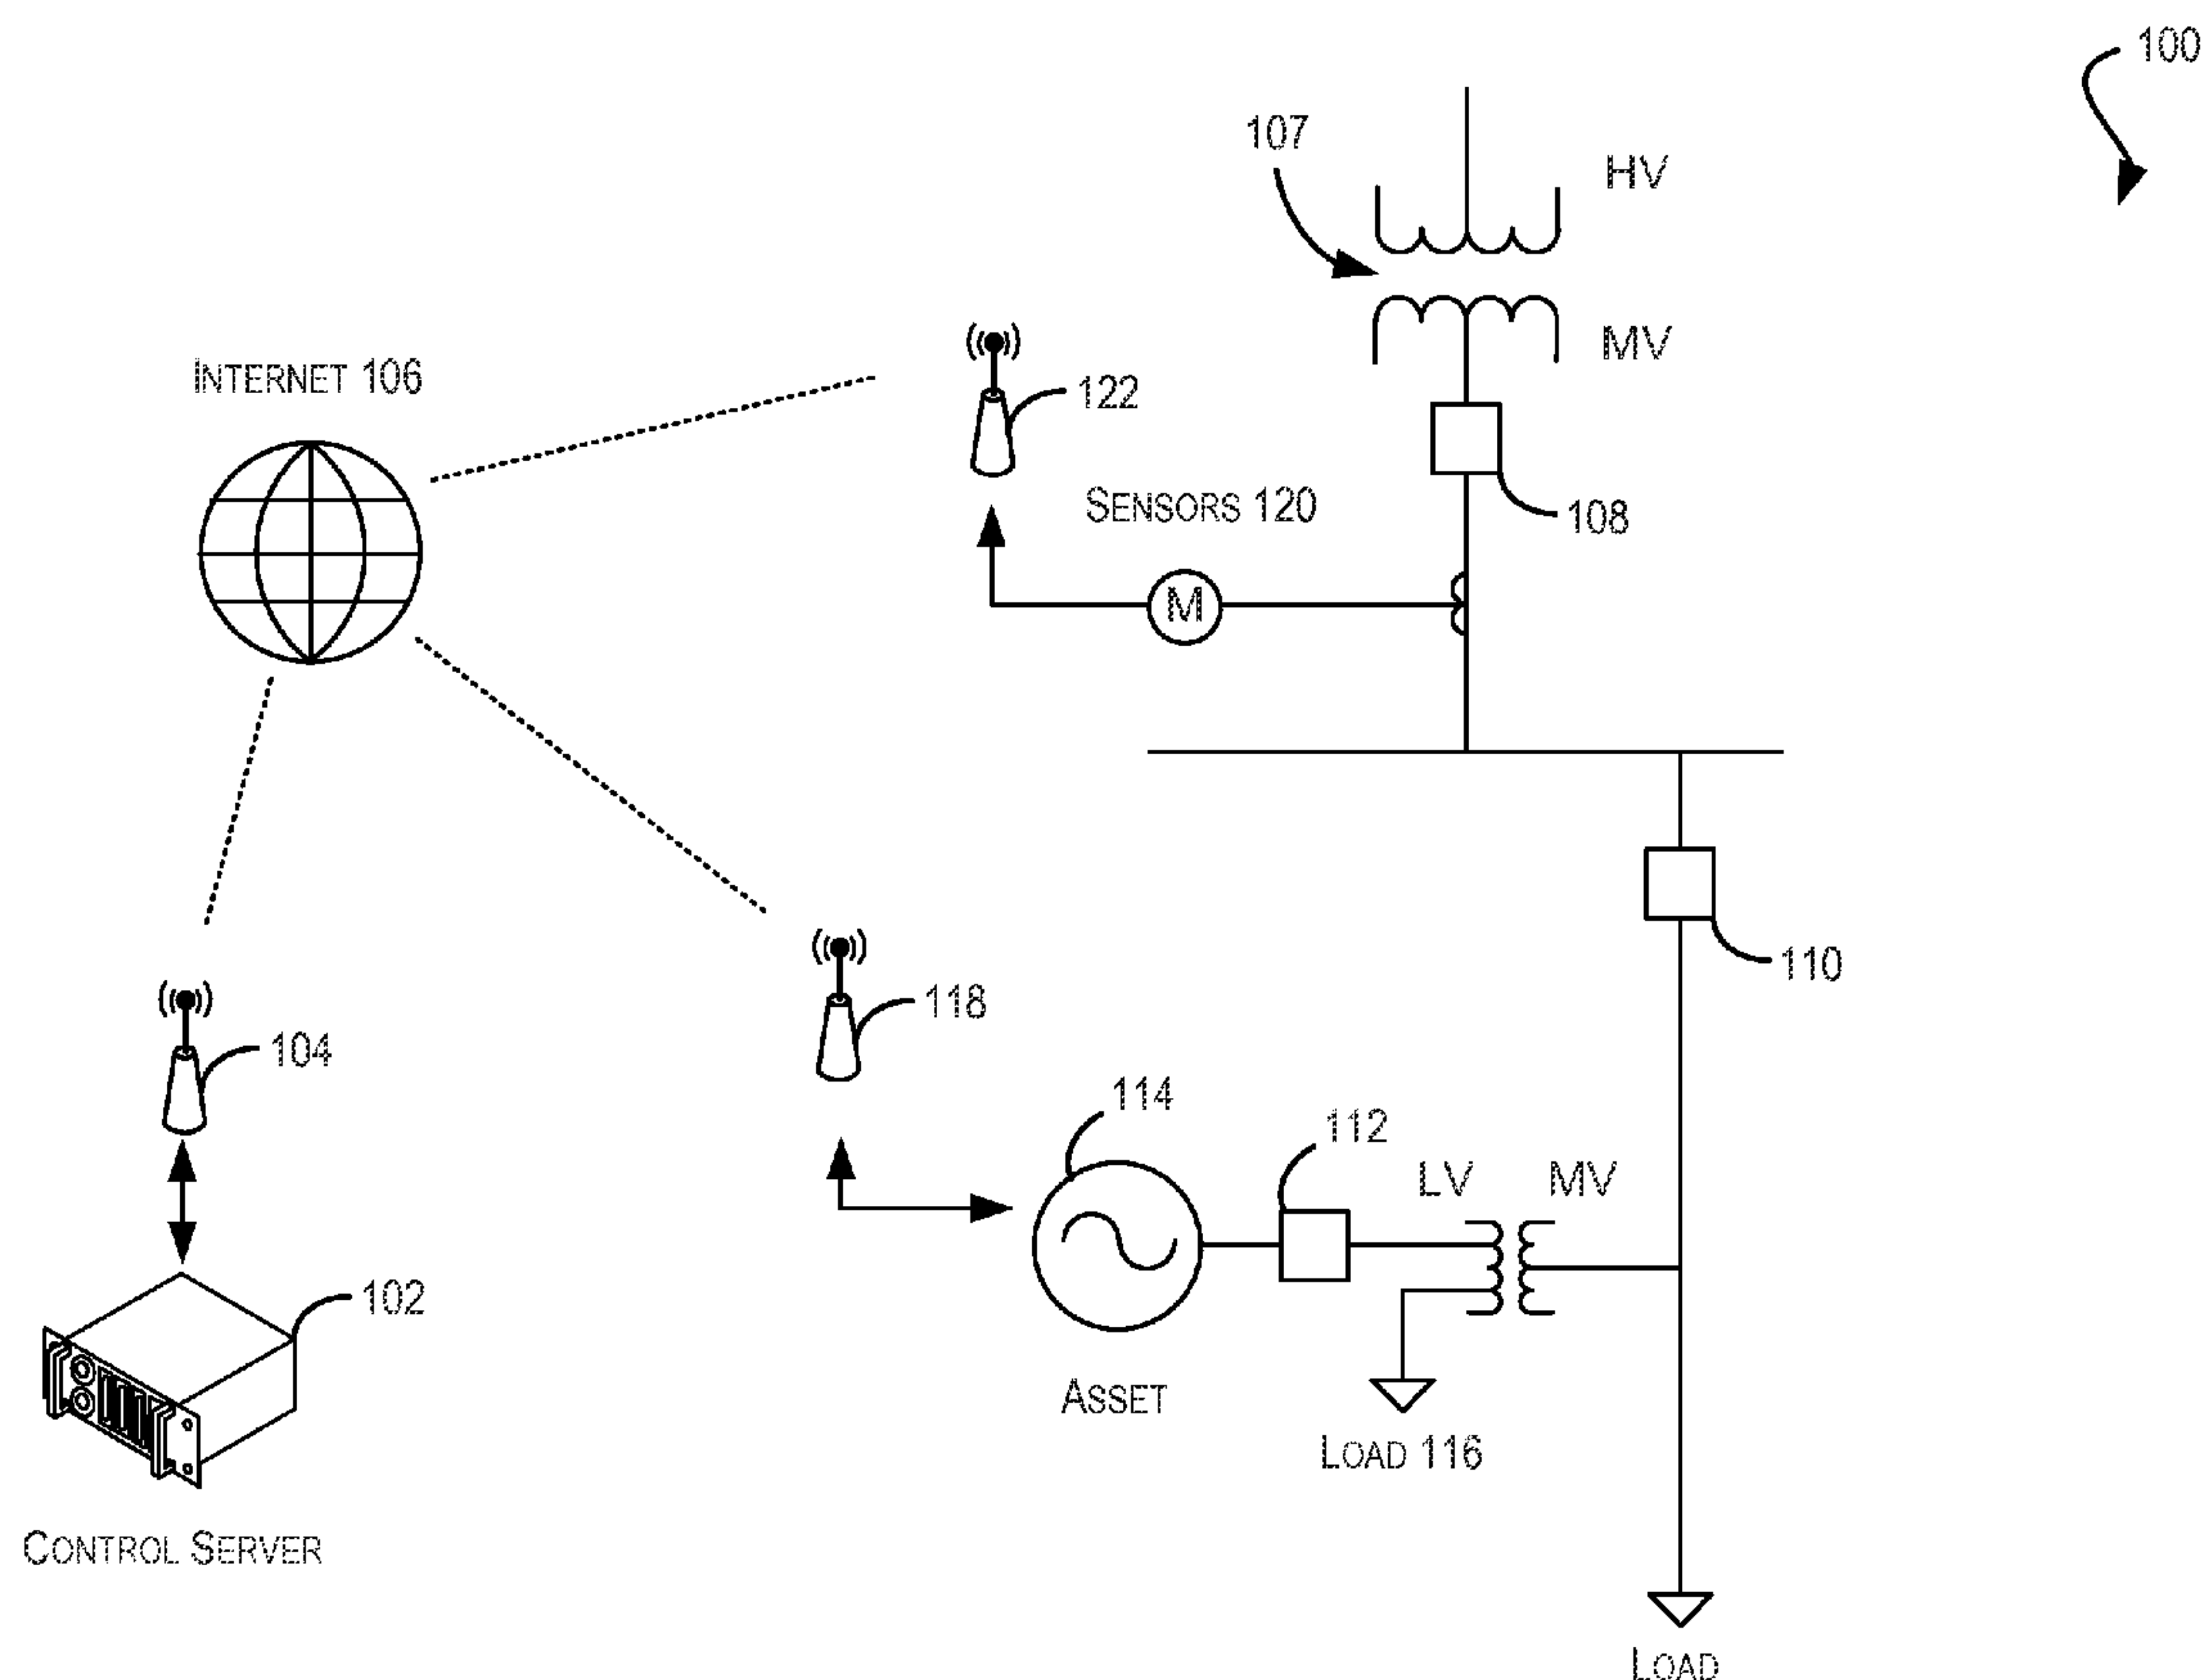 100
107
HV
MV
INTERNET 106
122
SENSORS 120
108
M
110
118
104
114
112
LV MV
102
ASSET
LOAD 116
CONTROL SERVER
LOAD